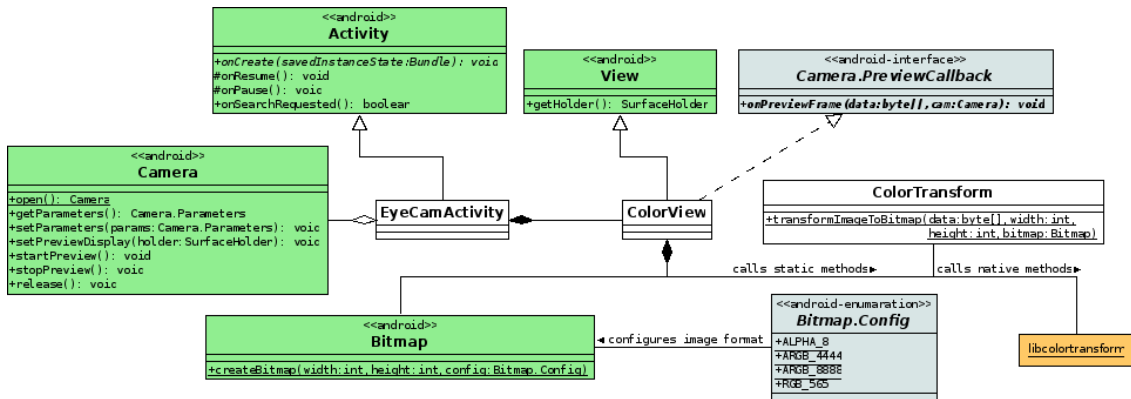 <<android>>
Activity
+onCreate(savedInstanceState:Bundle): void
#onResume(): void
#onPause(): voic
+onSearchRequested(): boolear
<<android>>
View
+getHolder(): SurfaceHolder
<<android-interface>>
Camera.PreviewCallback
+onPreviewFrame(data:byte[],cam:Camera): void
<<android>>
Camera
+open(): Camera
+getParameters(): Camera.Parameters
+setParameters(params:Camera.Parameters): voic
+setPreviewDisplay(holder:SurfaceHolder): voic
+startPreview(): void
+stopPreview(): voic
+release(): voic
EyeCamActivity
ColorView
ColorTransform
+transformImageToBitmap(data:byte[],width:int,
height:int,bitmap:Bitmap)
calls static methods▶
calls native methods▶
<<android>>
Bitmap
+createBitmap(width:int,height:int,config:Bitmap.Config)
◀ configures image format
<<android-enumaration>>
Bitmap.Config
+ALPHA_8
+ARGB_4444
+ARGB_8888
+RGB_565
libcolortransform